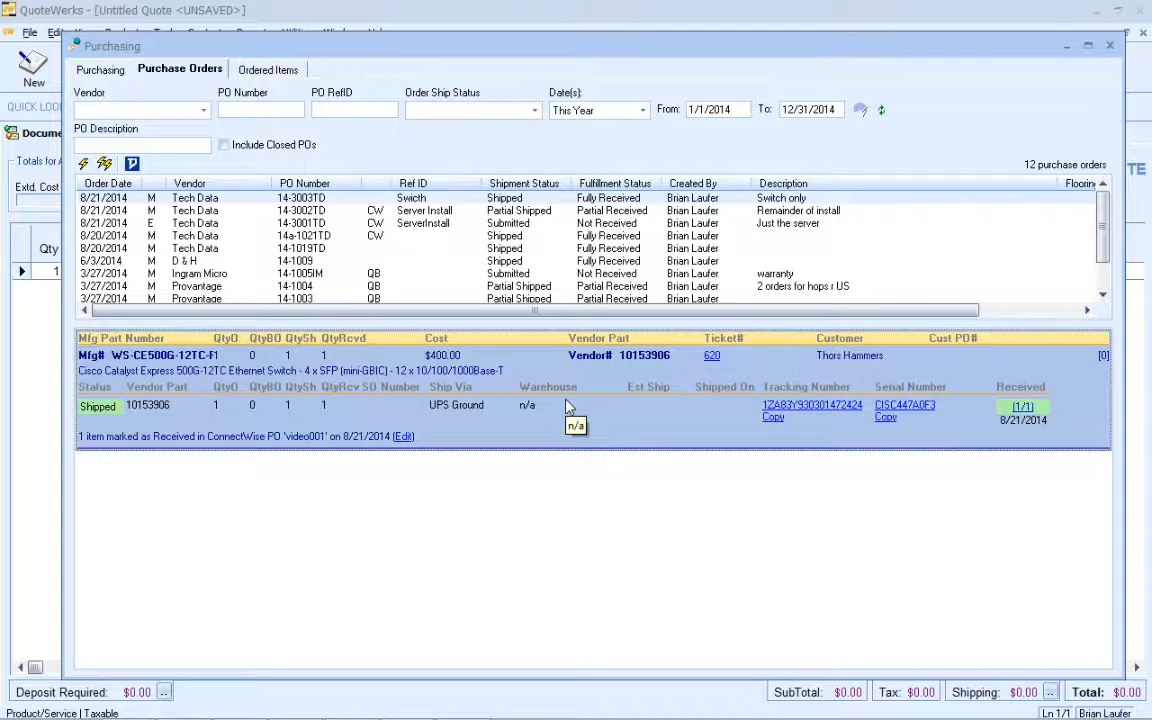 QuoteWerks - [Untitled Quote <UNSAVED>]
File
Purchasing
New
Purchasing Purchase Orders Ordered Items
Vendor PO Number PO RefID Order Ship Status Date(s):
This Year From: 1/1/2014 To: 12/31/2014
QUICK LOO
PO Description
Docume
Include Closed POs
Totals for A
12 purchase orders
Extd. Cost
Order Date Vendor PO Number Ref ID Shipment Status Fulfillment Status Created By Description Floorin
8/21/2014 M Tech Data 14-3003TD Swicth Shipped Fully Received Brian Laufer Switch only
8/21/2014 M Tech Data 14-3002TD CW Server Install Partial Shipped Partial Received Brian Laufer Remainder of install
8/21/2014 E Tech Data 14-3001TD CW ServerInstall Submitted Not Received Brian Laufer Just the server
8/20/2014 M Tech Data 14a-1021TD CW Shipped Fully Received Brian Laufer
8/20/2014 M Tech Data 14-1019TD Shipped Fully Received Brian Laufer
6/3/2014 M D & H 14-1009 Shipped Fully Received Brian Laufer
3/27/2014 M Ingram Micro 14-1005IM QB Submitted Not Received Brian Laufer warranty
3/27/2014 M Provantage 14-1004 QB Partial Shipped Partial Received Brian Laufer 2 orders for hops r US
3/27/2014 M Provantage 14-1003 QB Partial Shipped Partial Received Brian Laufer
Qty
1
Mfg Part Number QtyO QtyBO QtySh QtyRcvd Cost Vendor Part Ticket# Customer Cust PO#
Mfg# WS-CE500G-12TC-F 1 0 1 1 $400.00 Vendor# 10153906 620 Thors Hammers [0]
Cisco Catalyst Express 500G-12TC Ethernet Switch - 4 x SFP (mini-GBIC) - 12 x 10/100/1000Base-T
Status Vendor Part QtyO QtyBO QtySh QtyRcvd SO Number Ship Via Warehouse Est Ship Shipped On Tracking Number Serial Number Received
Shipped 10153906 1 0 1 1 UPS Ground n/a 1ZA83Y930301472424 CISC447A0F3 [1/1]
Copy Copy 8/21/2014
n/a
1 item marked as Received in ConnectWise PO 'video001' on 8/21/2014 (Edit)
Deposit Required: $0.00 .. SubTotal: $0.00 Tax: $0.00 Shipping: $0.00 .. Total: $0.00
Product/Service | Taxable Ln 1/1 Brian Laufer